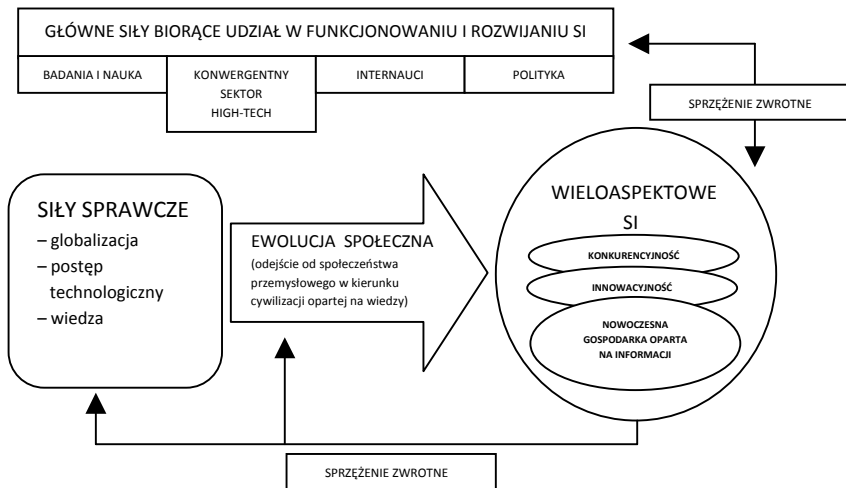 GŁÓWNE SIŁY BIORĄCE UDZIAŁ W FUNKCJONOWANIU I ROZWIJANIU SI
BADANIA I NAUKA
KONWERGENTNY
SEKTOR
HIGH-TECH
INTERNAUCI
POLITYKA
SPRZĘŻENIE ZWROTNE
SIŁY SPRAWCZE
– globalizacja
– postęp
technologiczny
– wiedza
EWOLUCJA SPOŁECZNA
(odejście od społeczeństwa
przemysłowego w kierunku
cywilizacji opartej na wiedzy)
WIELOASPEKTOWE
SI
KONKURENCYJNOŚĆ
INNOWACYJNOŚĆ
NOWOCZESNA
GOSPODARKA OPARTA
NA INFORMACJI
SPRZĘŻENIE ZWROTNE